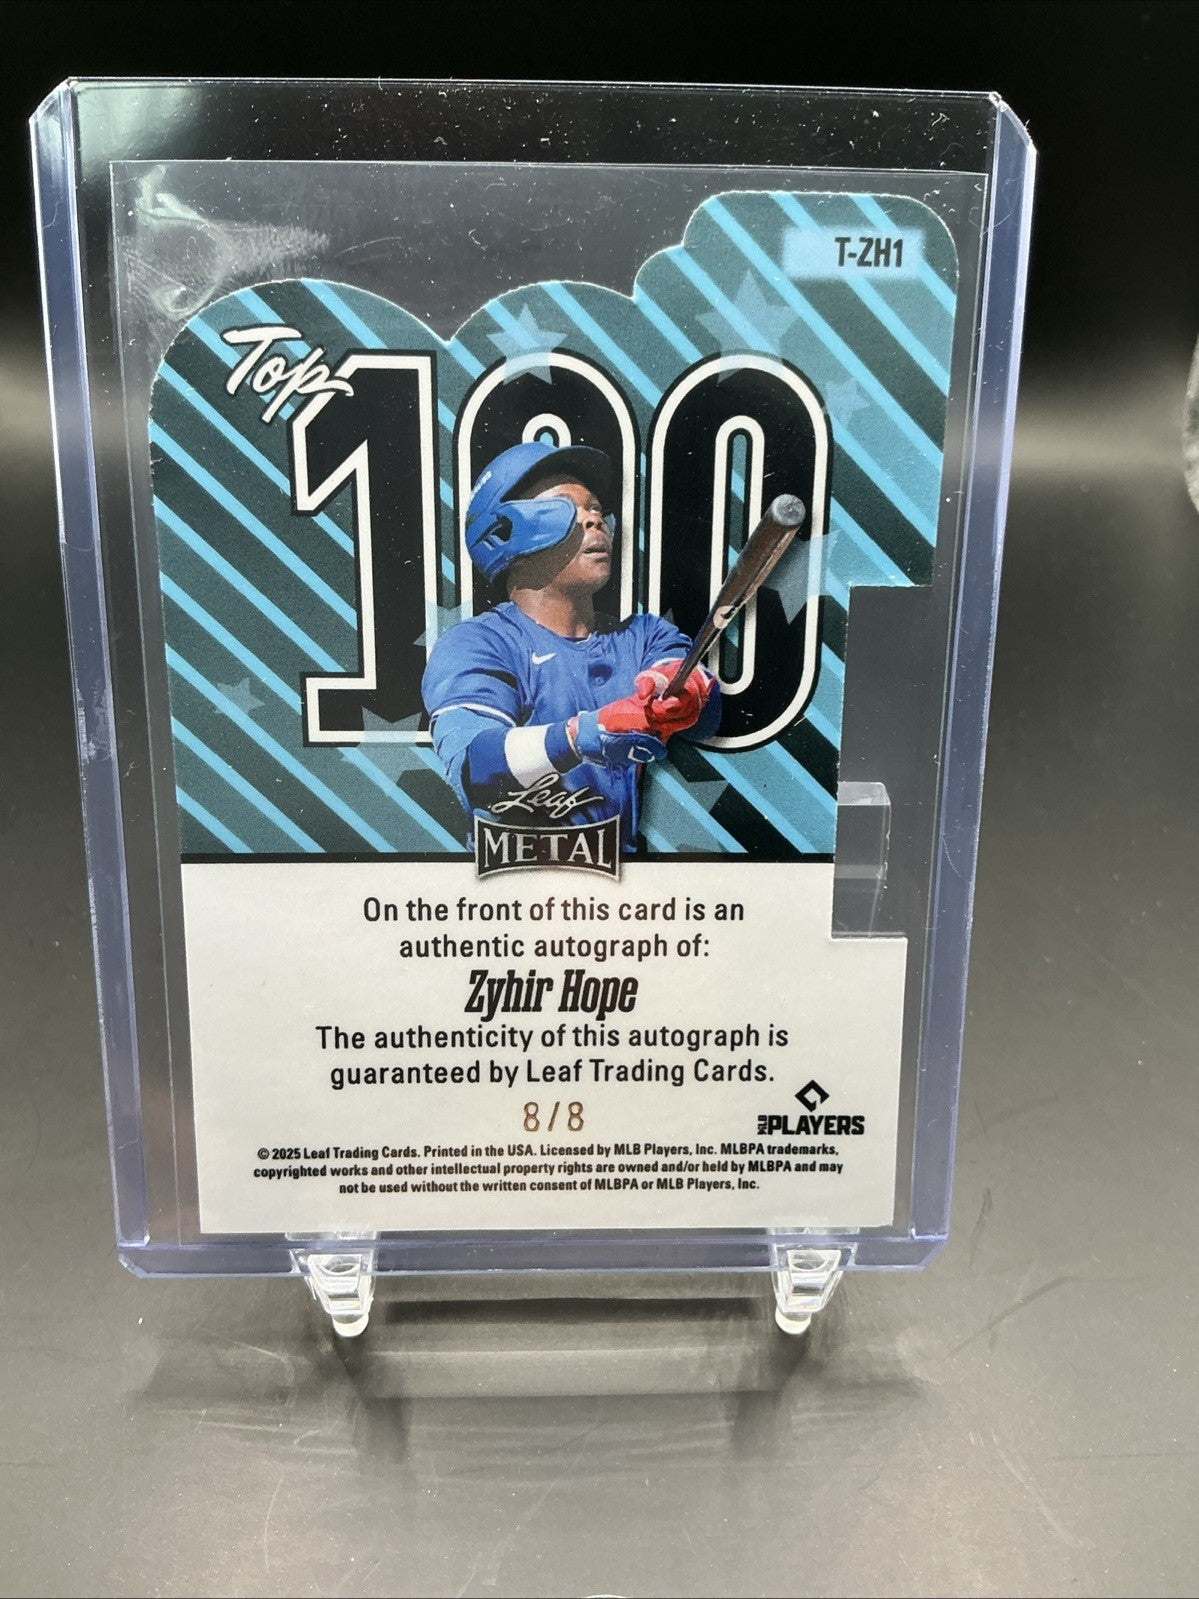 T-ZH1
Top
100
Leaf
METAL
On the front of this card is an
authentic autograph of:
Zyhir Hope
The authenticity of this autograph is
guaranteed by Leaf Trading Cards.
8/8
MLB PLAYERS
© 2025 Leaf Trading Cards. Printed in the USA. Licensed by MLB Players, Inc. MLBPA trademarks,
copyrighted works and other intellectual property rights are owned and/or held by MLBPA and may
not be used without the written consent of MLBPA or MLB Players, Inc.